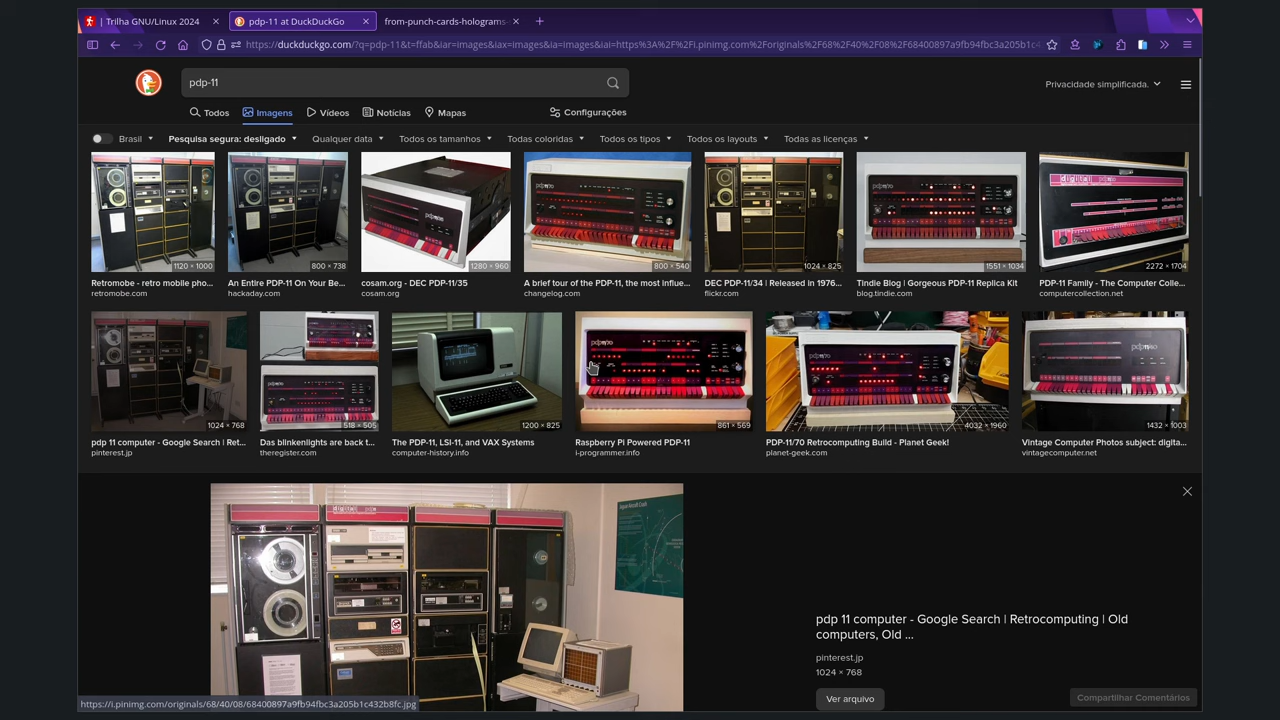 | Trilha GNU/Linux 2024
pdp-11 at DuckDuckGo
from-punch-cards-holograms-
https://duckduckgo.com/?q=pdp-11&t=ffab&iar=images&iax=images&ia=images&iai=https%3A%2F%2Fi.pinimg.com%2Foriginals%2F68%2F40%2F08%2F68400897a9fb94fbc3a205b1c4
pdp-11
Privacidade simplificada.
Todos
Imagens
Vídeos
Notícias
Mapas
Configurações
Brasil
Pesquisa segura: desligado
Qualquer data
Todos os tamanhos
Todas coloridas
Todos os tipos
Todos os layouts
Todas as licenças
1120 × 1000
800 × 738
1280 × 960
800 × 540
1024 × 825
1551 × 1034
digital
2272 × 1704
Retromobe - retro mobile pho...
retromobe.com
An Entire PDP-11 On Your Be...
hackaday.com
cosam.org - DEC PDP-11/35
cosam.org
A brief tour of the PDP-11, the most influe...
changelog.com
DEC PDP-11/34 | Released in 1976...
flickr.com
Tindie Blog | Gorgeous PDP-11 Replica Kit
blog.tindie.com
PDP-11 Family - The Computer Colle...
computercollection.net
1024 × 768
518 × 505
1200 × 825
861 × 569
4032 × 1960
1432 × 1003
pdp 11 computer - Google Search | Ret...
pinterest.jp
Das blinkenlights are back t...
theregister.com
The PDP-11, LSI-11, and VAX Systems
computer-history.info
Raspberry Pi Powered PDP-11
i-programmer.info
PDP-11/70 Retrocomputing Build - Planet Geek!
planet-geek.com
Vintage Computer Photos subject: digita...
vintagecomputer.net
pdp 11 computer - Google Search | Retrocomputing | Old
computers, Old ...
pinterest.jp
1024 × 768
Ver arquivo
Compartilhar Comentários
https://i.pinimg.com/originals/68/40/08/68400897a9fb94fbc3a205b1c432b8fc.jpg